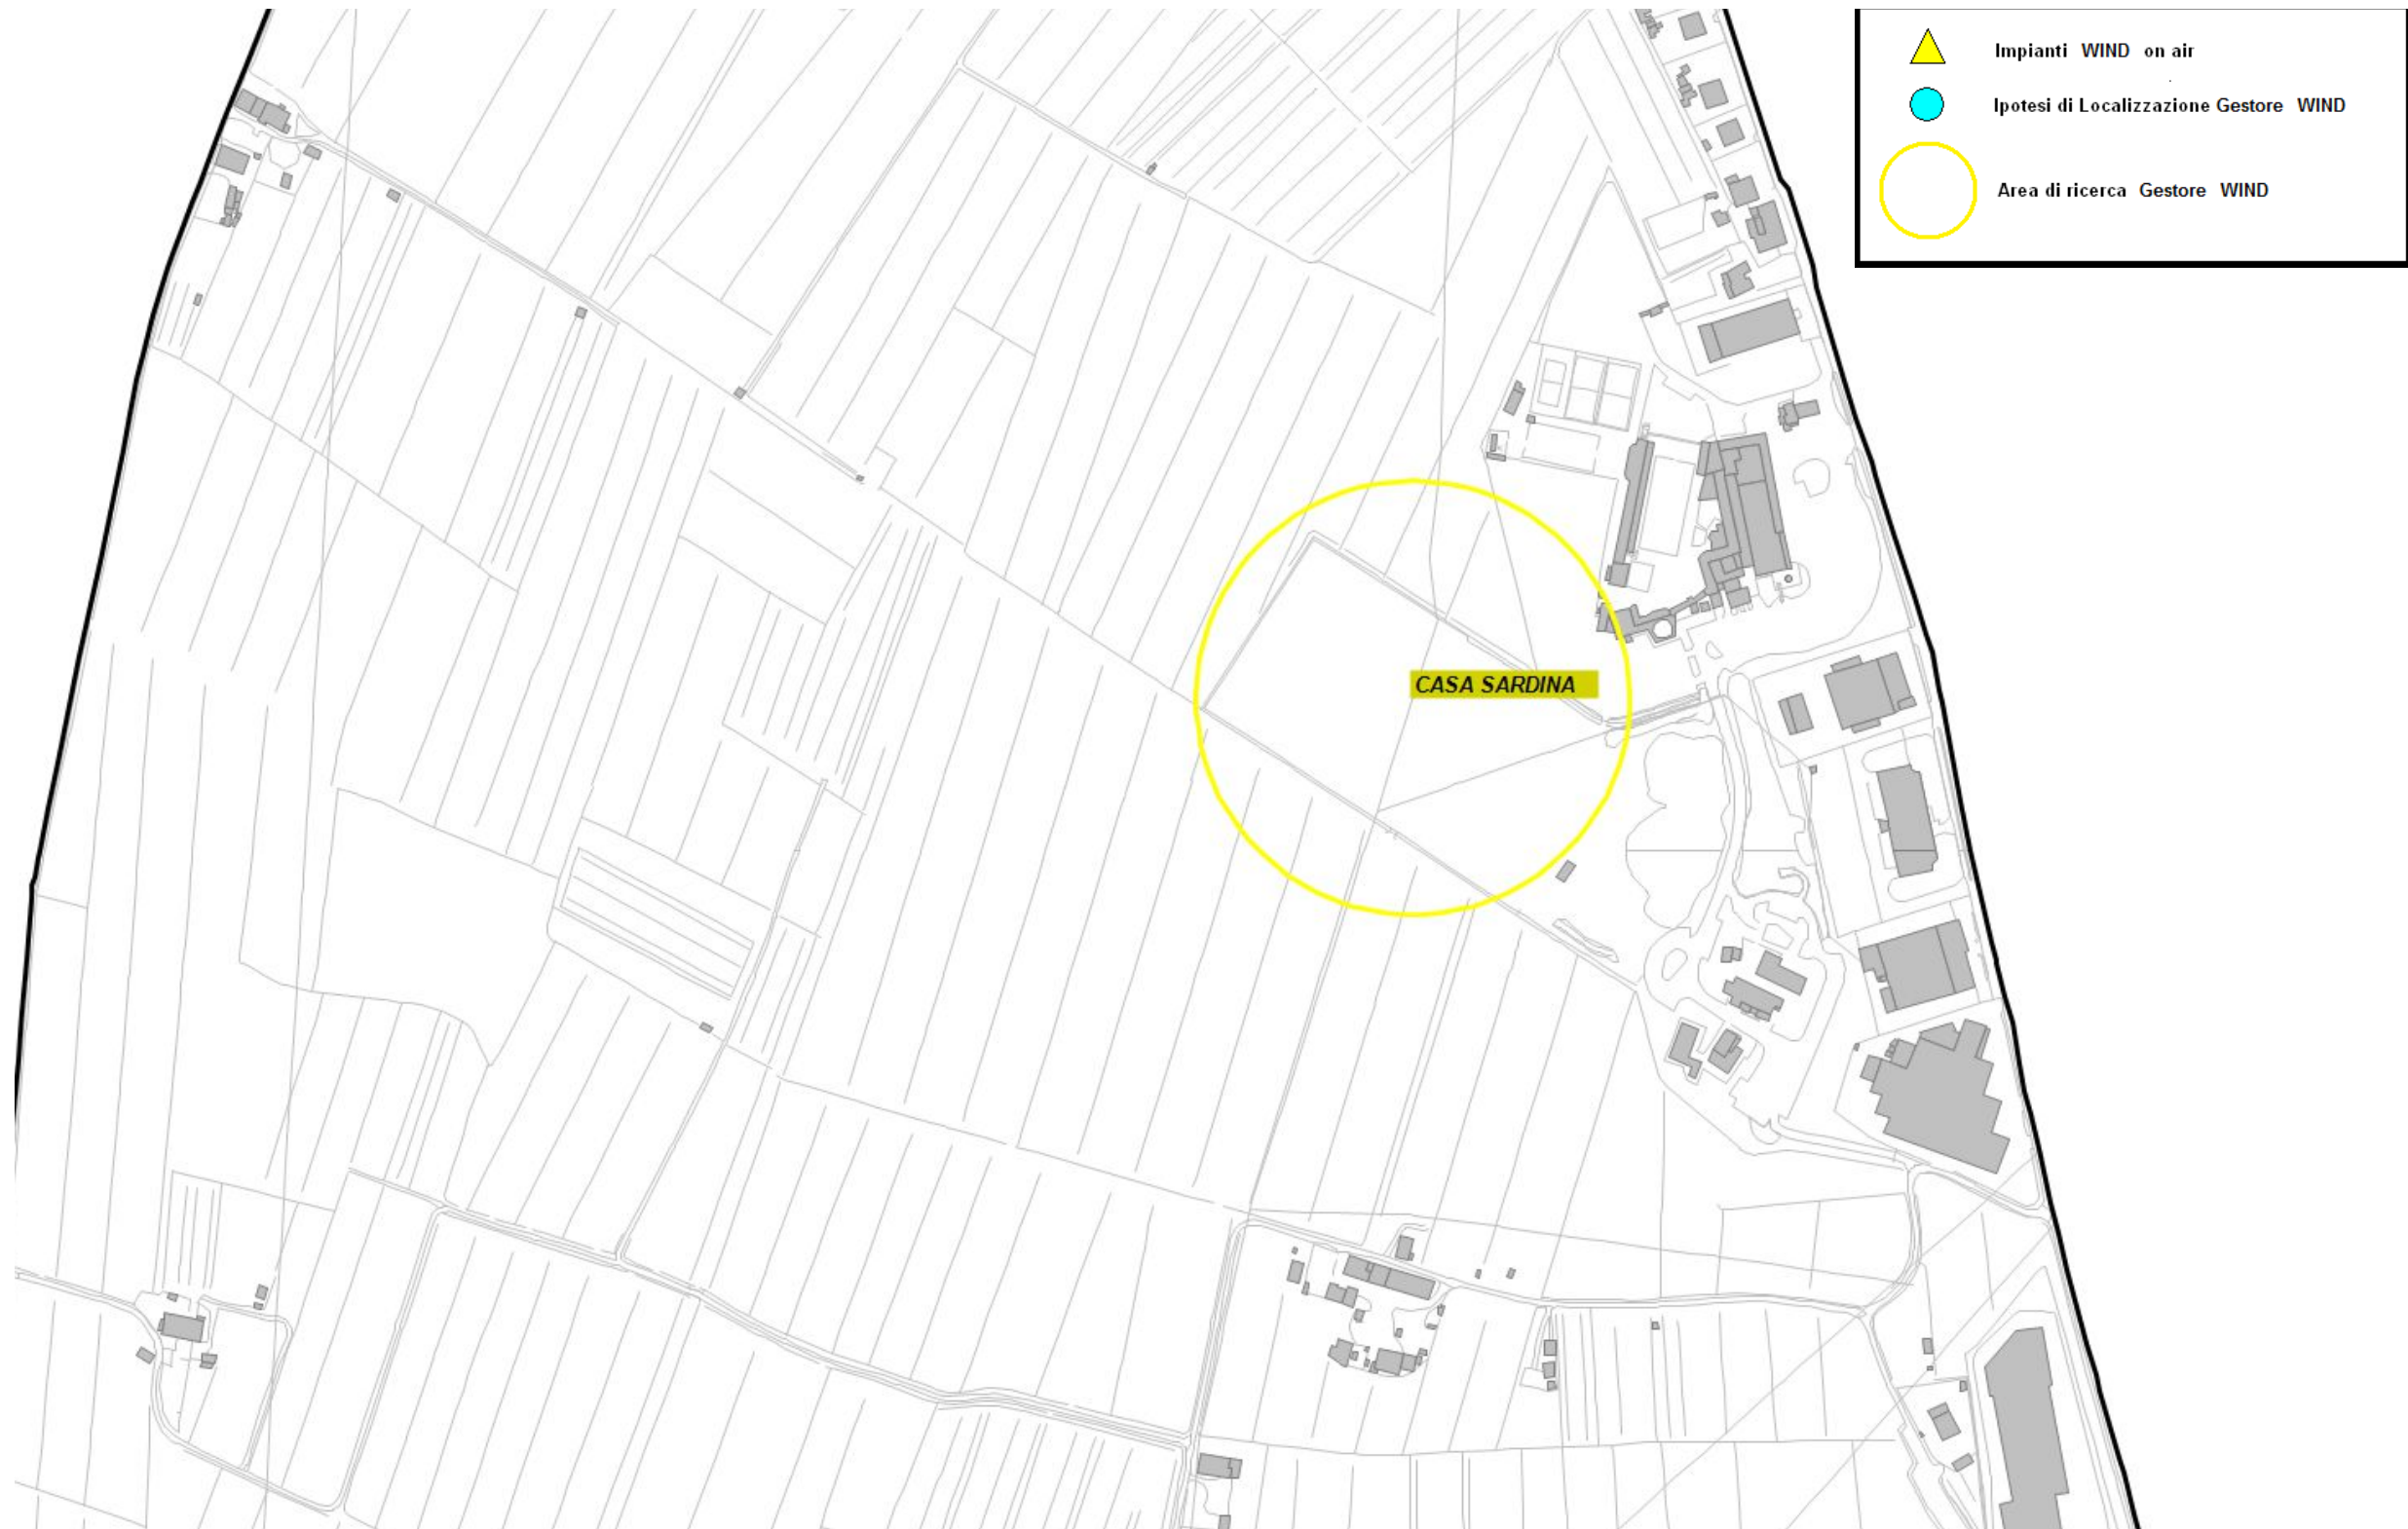 Impianti WIND on air
Ipotesi di Localizzazione Gestore WIND
Area di ricerca Gestore WIND
CASA SARDINA